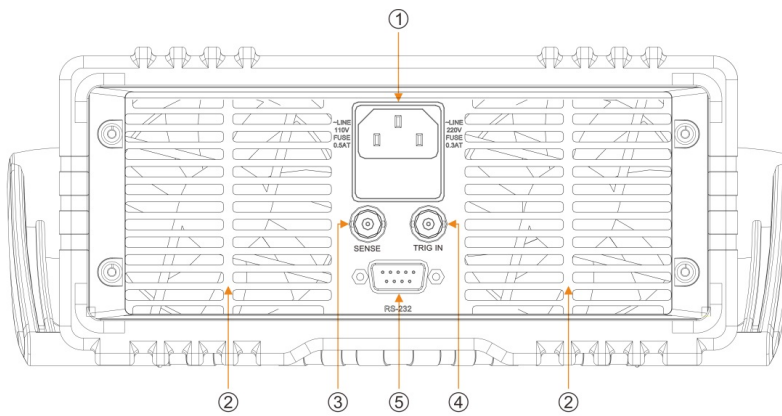 ①
~LINE
110V
FUSE
0.5AT
~LINE
220V
FUSE
0.3AT
SENSE
TRIG IN
RS-232
②
③
⑤
④
②